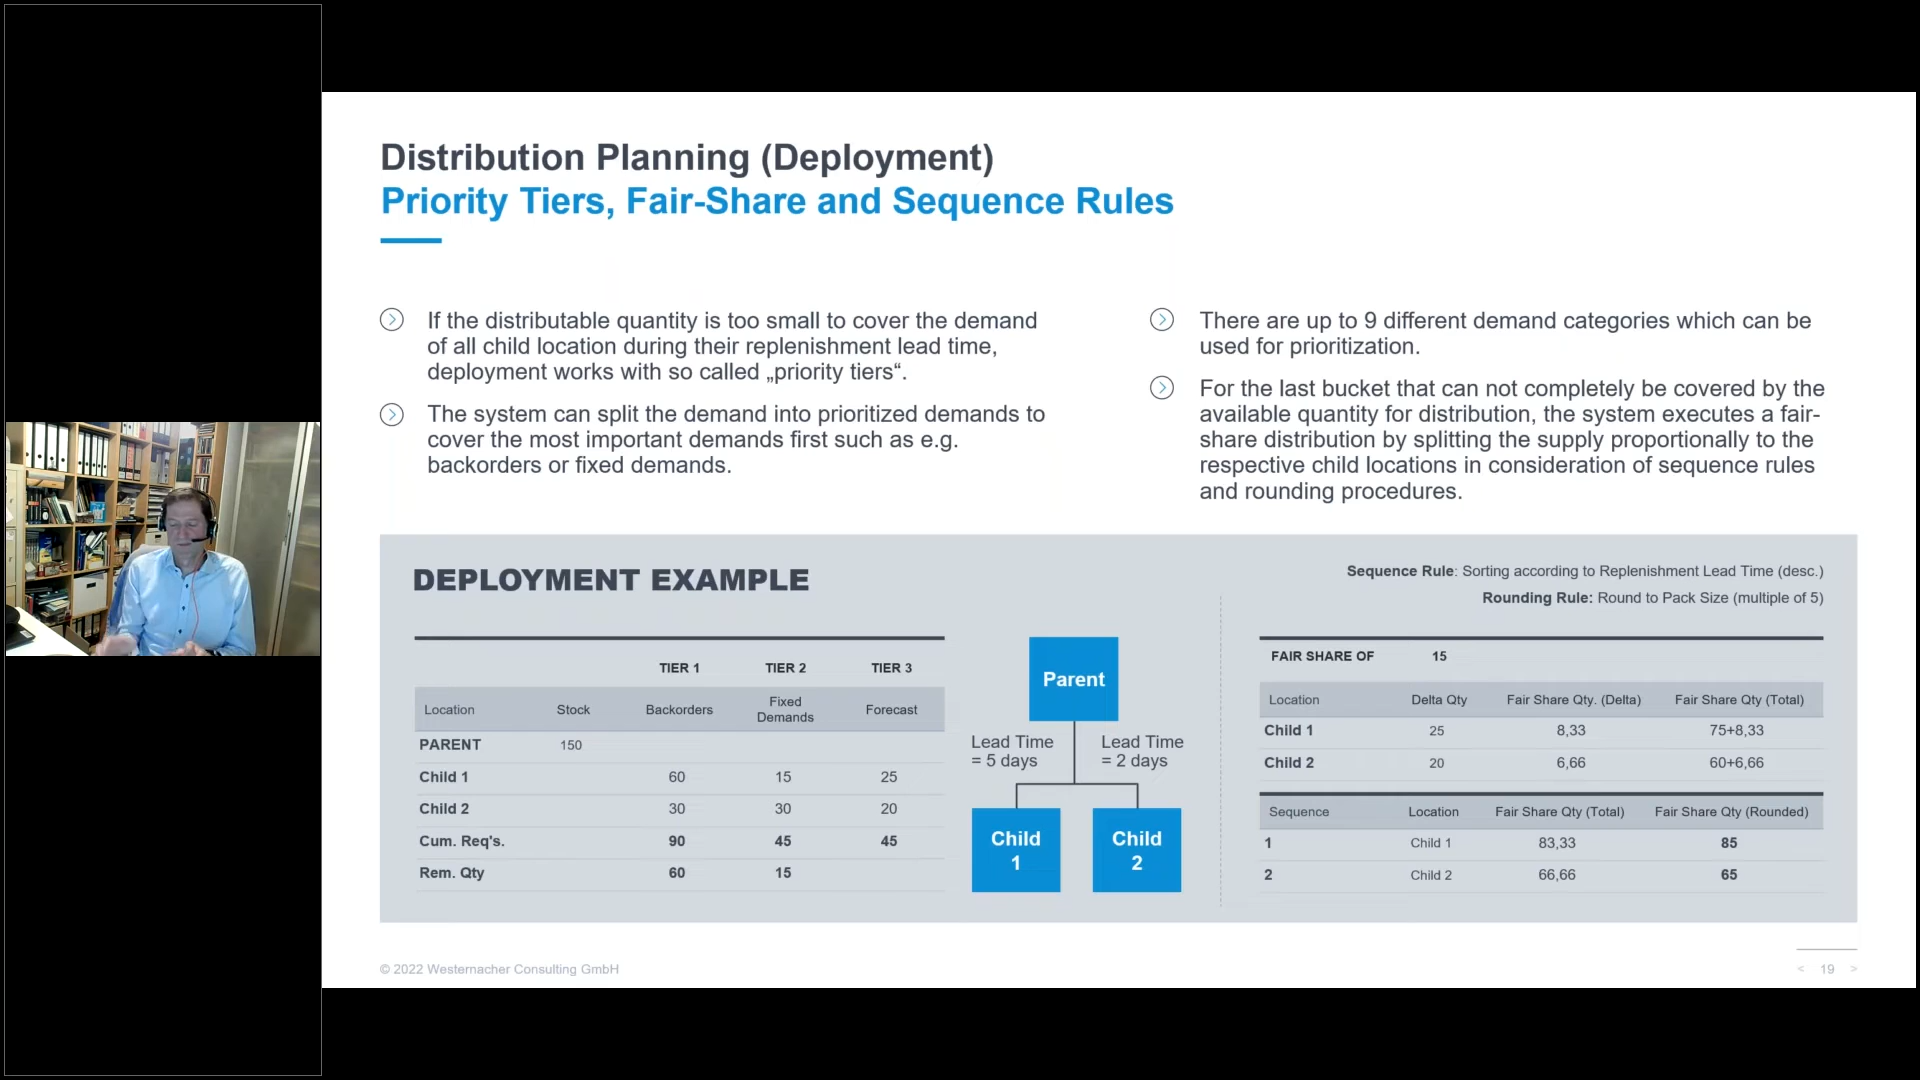 Distribution Planning (Deployment)
Priority Tiers, Fair-Share and Sequence Rules
If the distributable quantity is too small to cover the demand
of all child location during their replenishment lead time,
deployment works with so called „priority tiers“.
The system can split the demand into prioritized demands to
cover the most important demands first such as e.g.
backorders or fixed demands.
There are up to 9 different demand categories which can be
used for prioritization.
For the last bucket that can not completely be covered by the
available quantity for distribution, the system executes a fair-
share distribution by splitting the supply proportionally to the
respective child locations in consideration of sequence rules
and rounding procedures.
DEPLOYMENT EXAMPLE
TIER 1 TIER 2 TIER 3
Location Stock Backorders Fixed Demands Forecast
PARENT 150
Child 1 60 15 25
Child 2 30 30 20
Cum. Req's. 90 45 45
Rem. Qty 60 15
Parent
Lead Time
= 5 days
Lead Time
= 2 days
Child
1
Child
2
Sequence Rule: Sorting according to Replenishment Lead Time (desc.)
Rounding Rule: Round to Pack Size (multiple of 5)
FAIR SHARE OF 15
Location Delta Qty Fair Share Qty. (Delta) Fair Share Qty (Total)
Child 1 25 8,33 75+8,33
Child 2 20 6,66 60+6,66
Sequence Location Fair Share Qty (Total) Fair Share Qty (Rounded)
1 Child 1 83,33 85
2 Child 2 66,66 65
© 2022 Westernacher Consulting GmbH
< 19 >